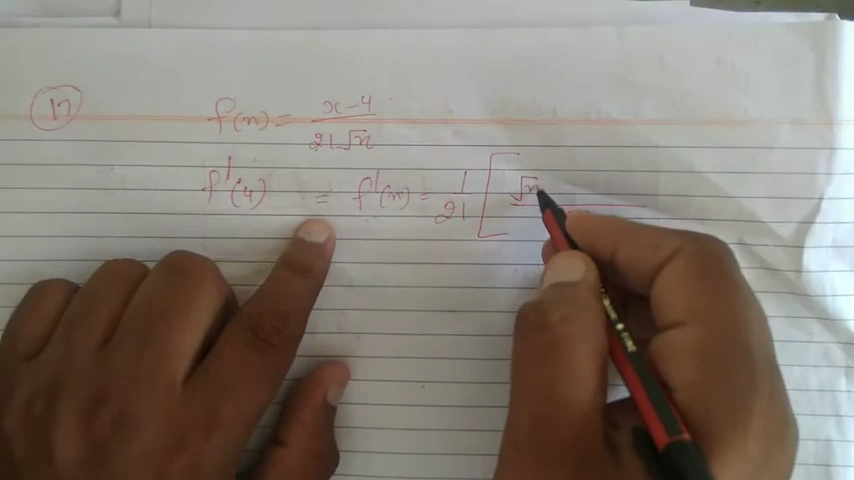 17
f(x) = x-4 / 21√x
f'(4) = f'(x) = 1/21 [ √x